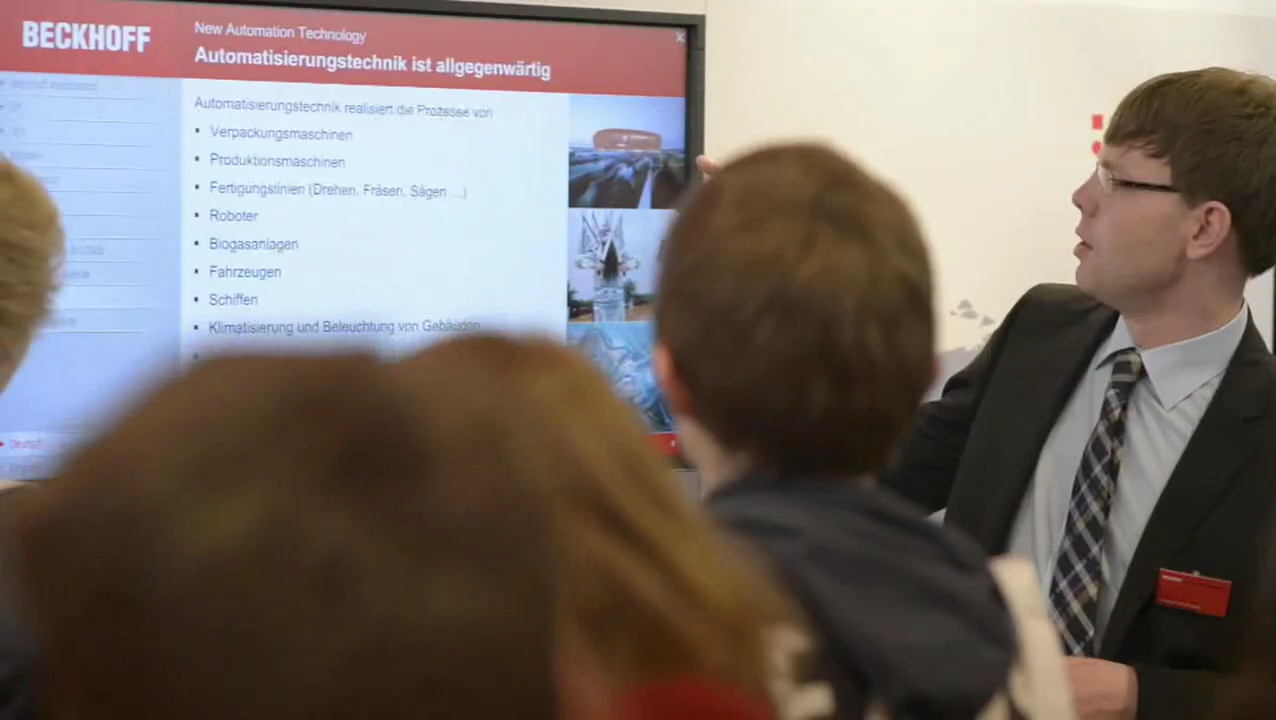 BECKHOFF
New Automation Technology
Automatisierungstechnik ist allgegenwärtig
Automatisierungstechnik realisiert die Prozesse von
• Verpackungsmaschinen
• Produktionsmaschinen
• Fertigungslinien (Drehen, Fräsen, Sägen ...)
• Roboter
• Biogasanlagen
• Fahrzeugen
• Schiffen
• Klimatisierung und Beleuchtung von Gebäuden
Deutsch